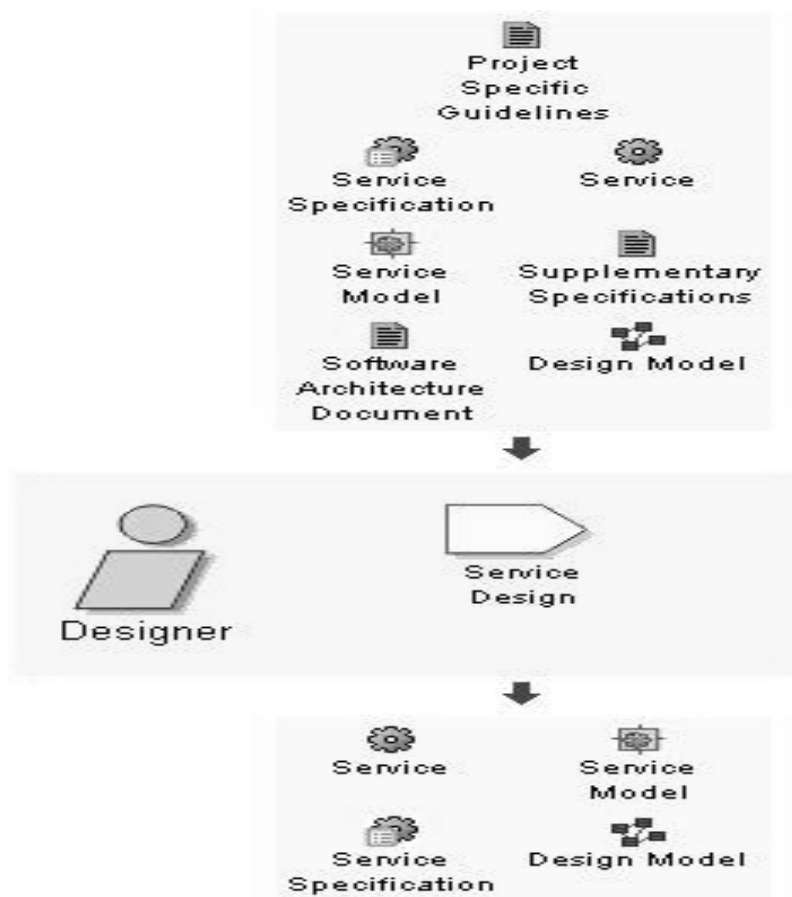 Project
Specific
Guidelines
Service
Specification
Service
Service
Model
Supplementary
Specifications
Software
Architecture
Document
Design Model
Designer
Service
Design
Service
Service
Model
Service
Specification
Design Model